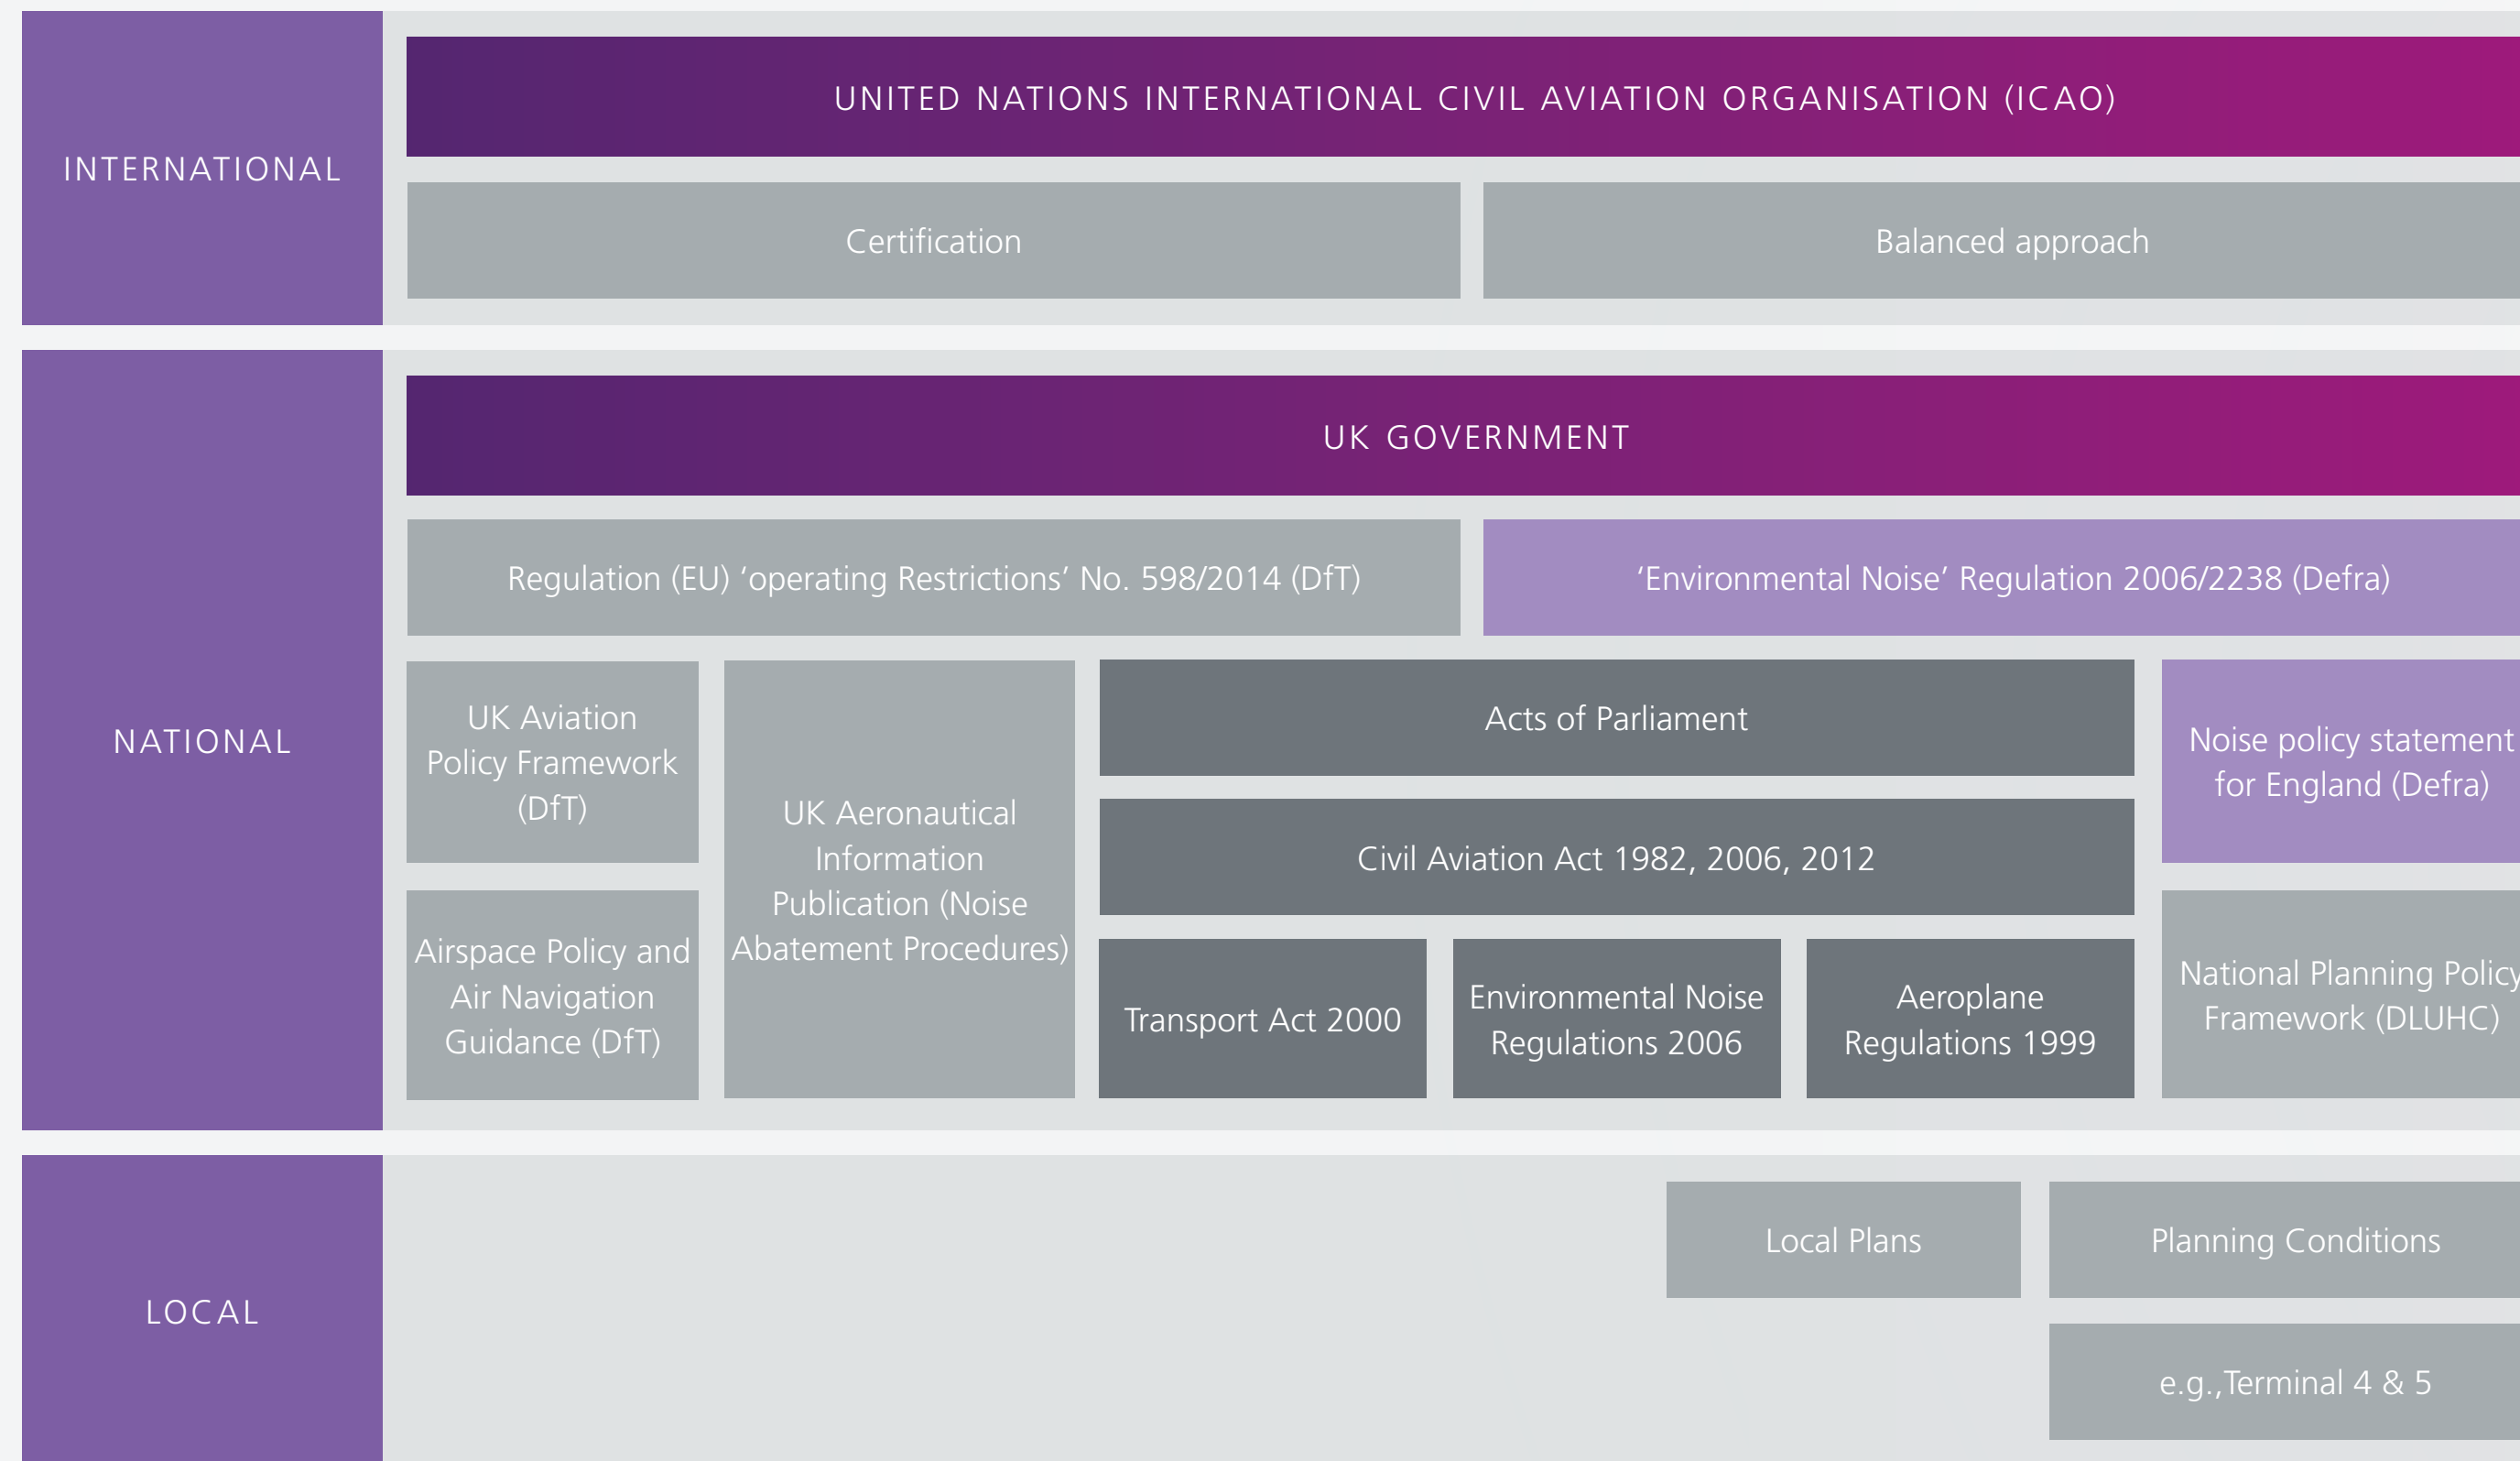 INTERNATIONAL
UNITED NATIONS INTERNATIONAL CIVIL AVIATION ORGANISATION (ICAO)
Certification
Balanced approach
NATIONAL
UK GOVERNMENT
Regulation (EU) ‘operating Restrictions’ No. 598/2014 (DfT)
‘Environmental Noise’ Regulation 2006/2238 (Defra)
UK Aviation
Policy Framework
(DfT)
Airspace Policy and
Air Navigation
Guidance (DfT)
UK Aeronautical
Information
Publication (Noise
Abatement Procedures)
Acts of Parliament
Civil Aviation Act 1982, 2006, 2012
Transport Act 2000
Environmental Noise
Regulations 2006
Aeroplane
Regulations 1999
Noise policy statement
for England (Defra)
National Planning Policy
Framework (DLUHC)
LOCAL
Local Plans
Planning Conditions
e.g.,Terminal 4 & 5